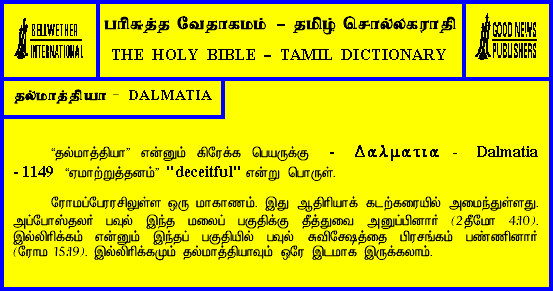 BELLWETHER
INTERNATIONAL
பரிசுத்த வேதாகமம் – தமிழ் சொல்லகராதி
THE HOLY BIBLE – TAMIL DICTIONARY
GOOD NEWS
PUBLISHERS
தல்மாத்தியா - DALMATIA
“தல்மாத்தியா” என்னும் கிரேக்க பெயருக்கு - Δαλματια - Dalmatia
- 1149 “ஏமாற்றுத்தனம்” "deceitful" என்று பொருள்.
ரோமப்பேரரசிலுள்ள ஒரு மாகாணம். இது ஆதிரியாக் கடற்கரையில் அமைந்துள்ளது.
அப்போஸ்தலர் பவுல் இந்த மலைப் பகுதிக்கு தீத்துவை அனுப்பினார் (2தீமோ 4:10).
இல்லிரிக்கம் என்னும் இந்தப் பகுதியில் பவுல் சுவிசேஷத்தை பிரசங்கம் பண்ணினார்
(ரோம 15:19). இல்லிரிக்கமும் தல்மாத்தியாவும் ஒரே இடமாக இருக்கலாம்.